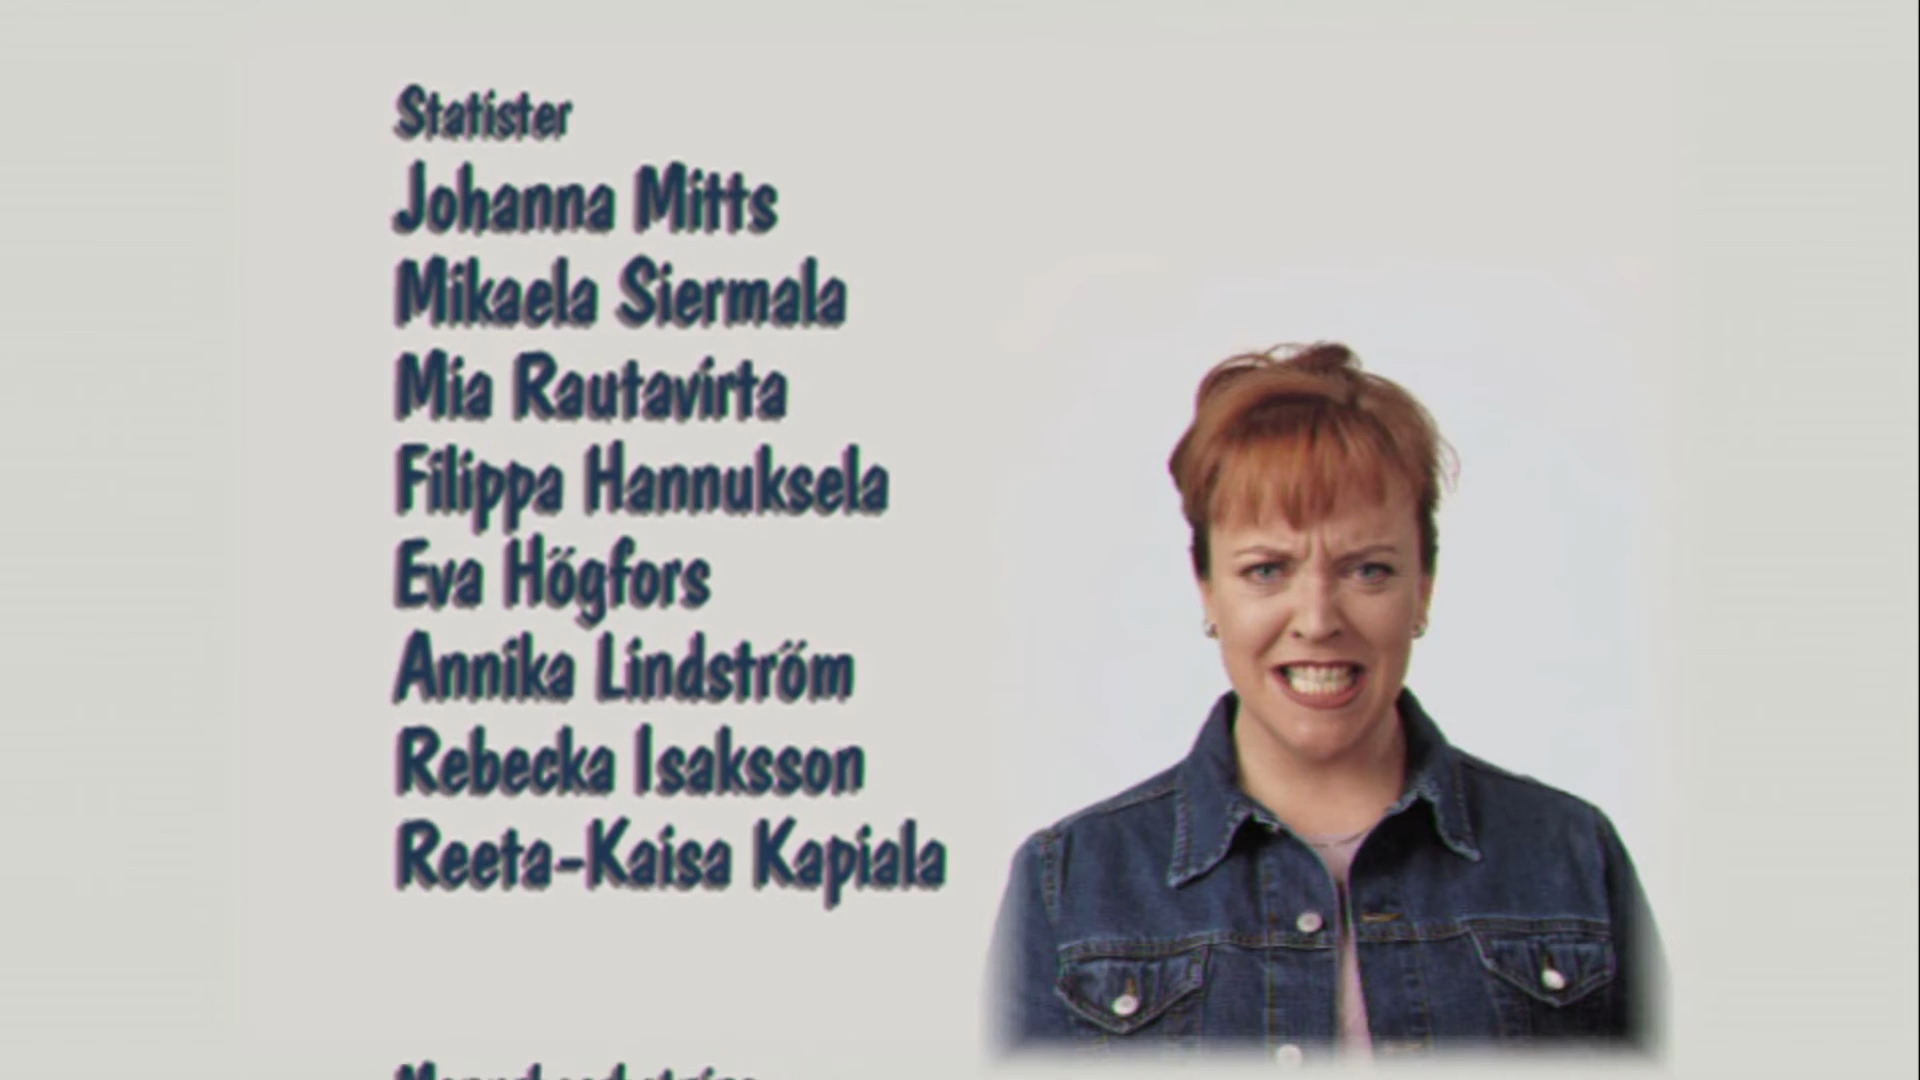 Statister
Johanna Mitts
Mikaela Siermala
Mia Rautavirta
Filippa Hannuksela
Eva Högfors
Annika Lindström
Rebecka Isaksson
Reeta-Kaisa Kapiala